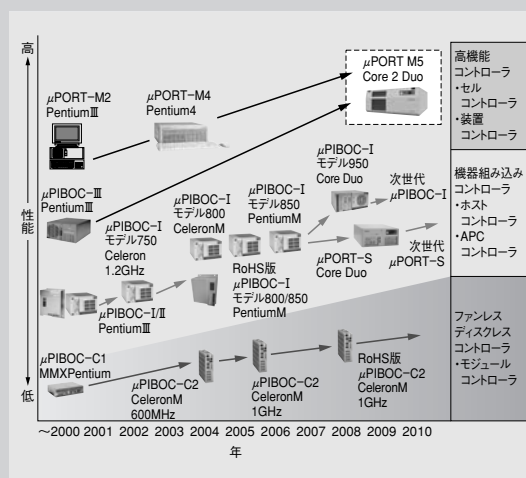 高
性能
低
μPORT-M2
PentiumⅢ
μPORT-M4
Pentium4
μPORT M5
Core 2 Duo
μPIBOC-Ⅲ
PentiumⅢ
μPIBOC-I
モデル750
Celeron
1.2GHz
μPIBOC-I
モデル800
CeleronM
μPIBOC-I
モデル850
PentiumM
μPIBOC-I
モデル950
Core Duo
次世代
μPIBOC-I
μPIBOC-I/Ⅱ
PentiumⅢ
RoHS版
μPIBOC-I
モデル800/850
PentiumM
μPORT-S
Core Duo
次世代
μPORT-S
μPIBOC-C1
MMXPentium
μPIBOC-C2
CeleronM
600MHz
μPIBOC-C2
CeleronM
1GHz
RoHS版
μPIBOC-C2
CeleronM
1GHz
高機能
コントローラ
・セル
コントローラ
・装置
コントローラ
機器組み込み
コントローラ
・ホスト
コントローラ
・APC
コントローラ
ファンレス
ディスクレス
コントローラ
・モジュール
コントローラ
～2000 2001 2002 2003 2004 2005 2006 2007 2008 2009 2010
年